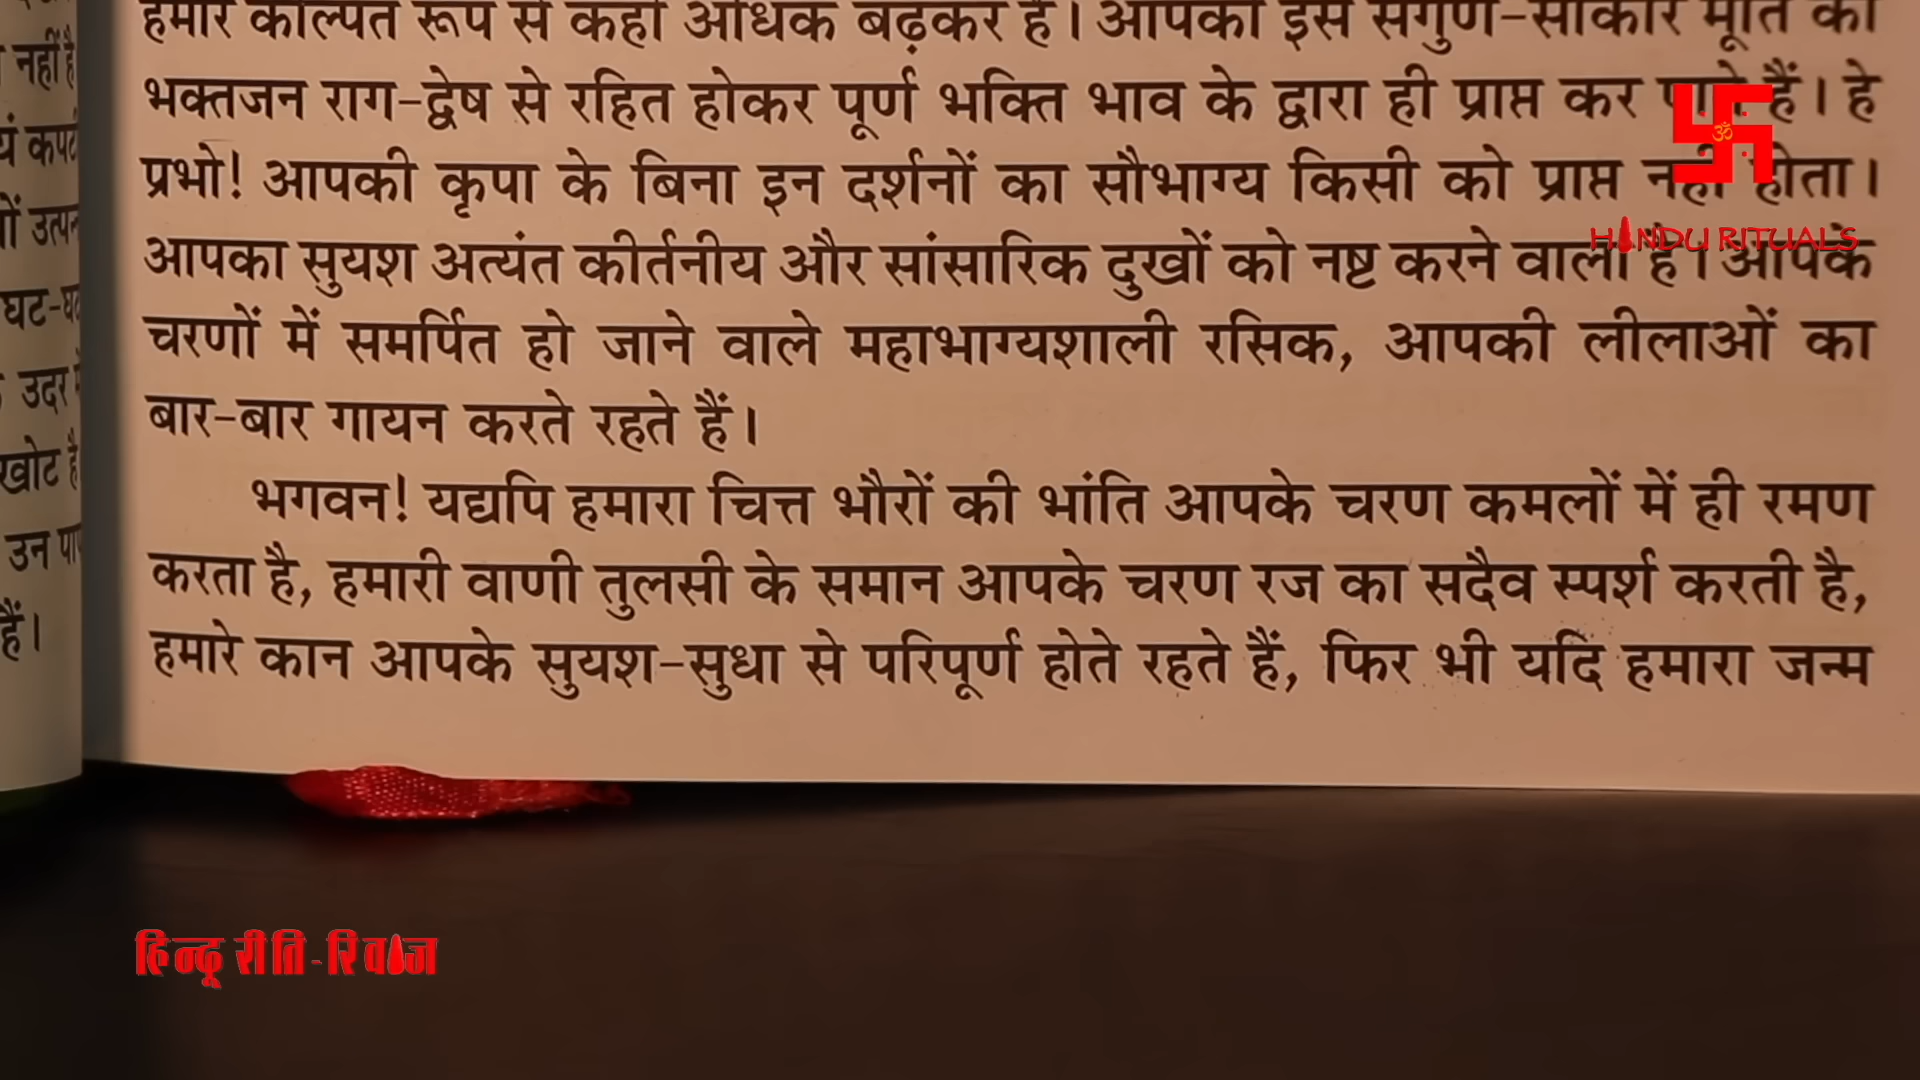 नहीं है
हमारे कल्पित रूप से कहीं अधिक बढ़कर है। आपकी इस सगुण-साकार मूर्ति को
भक्तजन राग-द्वेष से रहित होकर पूर्ण भक्ति भाव के द्वारा ही प्राप्त कर पाते हैं। हे
प्रभो! आपकी कृपा के बिना इन दर्शनों का सौभाग्य किसी को प्राप्त नहीं होता।
आपका सुयश अत्यंत कीर्तनीय और सांसारिक दुखों को नष्ट करने वाला है। आपके
चरणों में समर्पित हो जाने वाले महाभाग्यशाली रसिक, आपकी लीलाओं का
बार-बार गायन करते रहते हैं।
भगवन! यद्यपि हमारा चित्त भौरों की भांति आपके चरण कमलों में ही रमण
करता है, हमारी वाणी तुलसी के समान आपके चरण रज का सदैव स्पर्श करती है,
हमारे कान आपके सुयश-सुधा से परिपूर्ण होते रहते हैं, फिर भी यदि हमारा जन्म
ॐ
HINDU RITUALS
उदर
खोट है
उन
हैं।
हिन्दू रीति-रिवाज